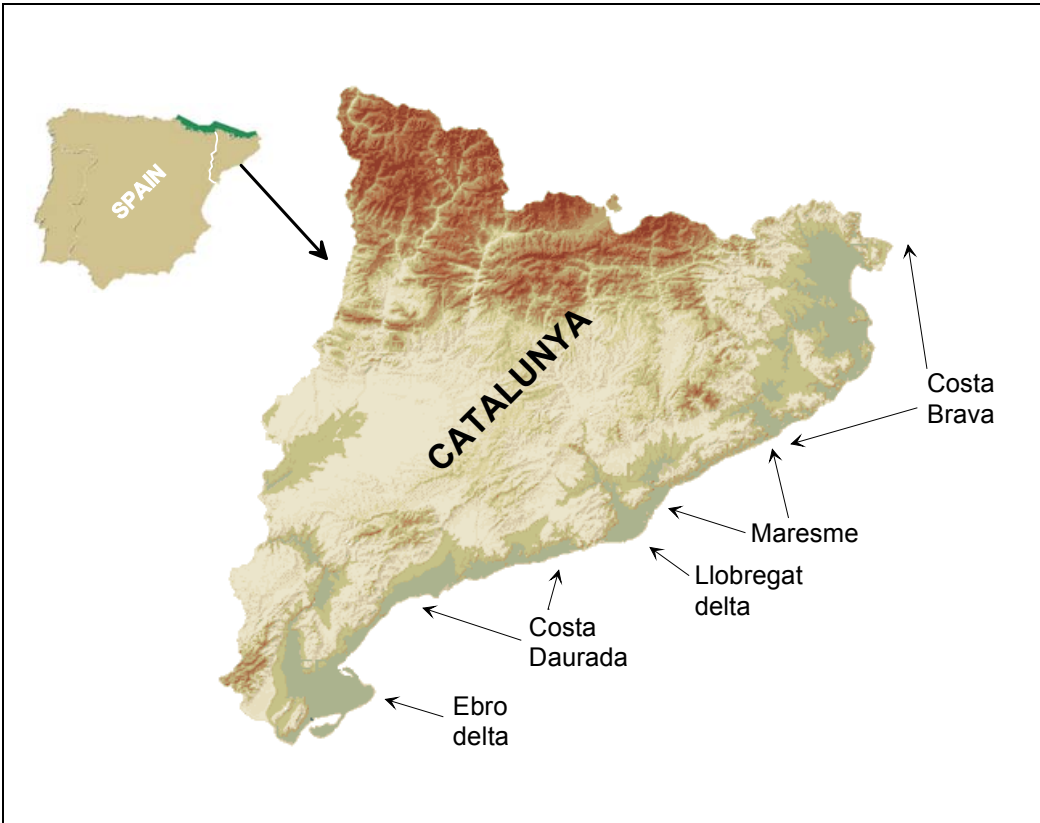 SPAIN
CATALUNYA
Costa
Brava
Maresme
Llobregat
delta
Costa
Daurada
Ebro
delta